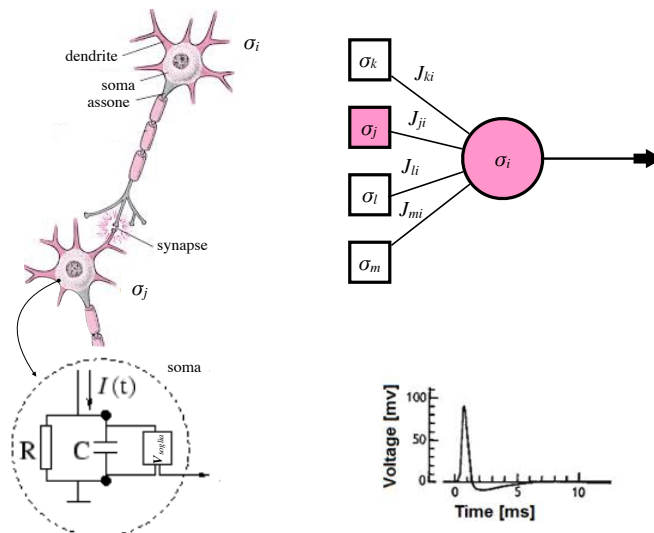 σi
dendrite
soma
assone
synapse
σj
soma
I(t)
R
C
Vsoglia
σk
σj
σl
σm
Jki
Jji
Jli
Jmi
σi
Voltage [mv]
100
50
0
0
5
10
Time [ms]